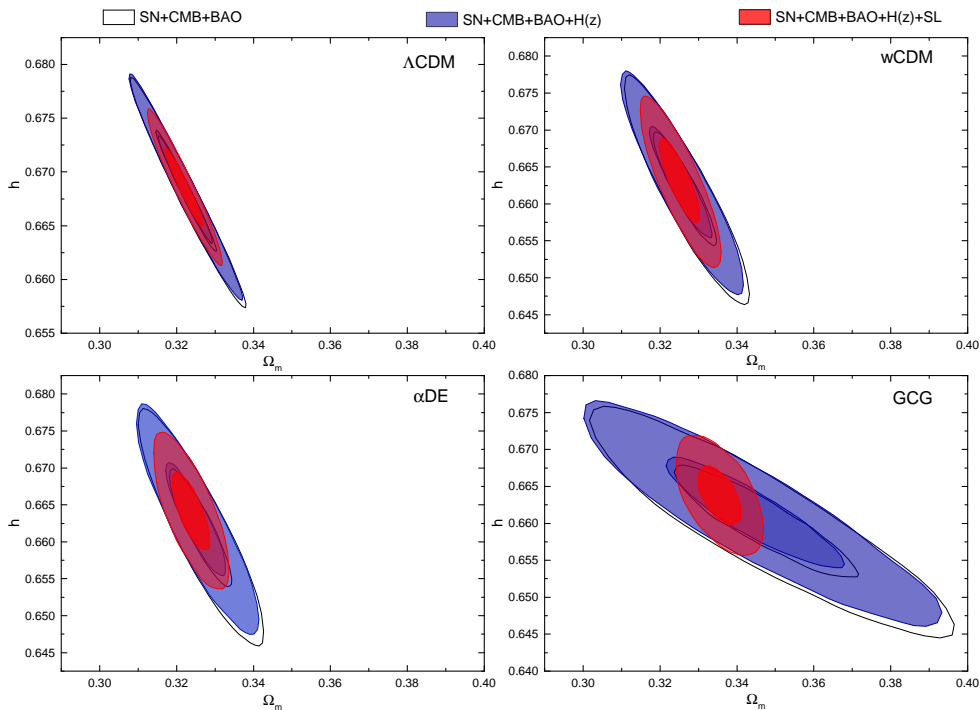 SN+CMB+BAO SN+CMB+BAO+H(z) SN+CMB+BAO+H(z)+SL
ΛCDM
0.680
0.675
0.670
0.665
0.660
0.655
h
0.30 0.32 0.34 0.36 0.38 0.40
Ωm
wCDM
0.680
0.675
0.670
0.665
0.660
0.655
0.650
0.645
h
0.30 0.32 0.34 0.36 0.38 0.40
Ωm
αDE
0.680
0.675
0.670
0.665
0.660
0.655
0.650
0.645
h
0.30 0.32 0.34 0.36 0.38 0.40
Ωm
GCG
0.680
0.675
0.670
0.665
0.660
0.655
0.650
0.645
0.640
h
0.30 0.32 0.34 0.36 0.38 0.40
Ωm